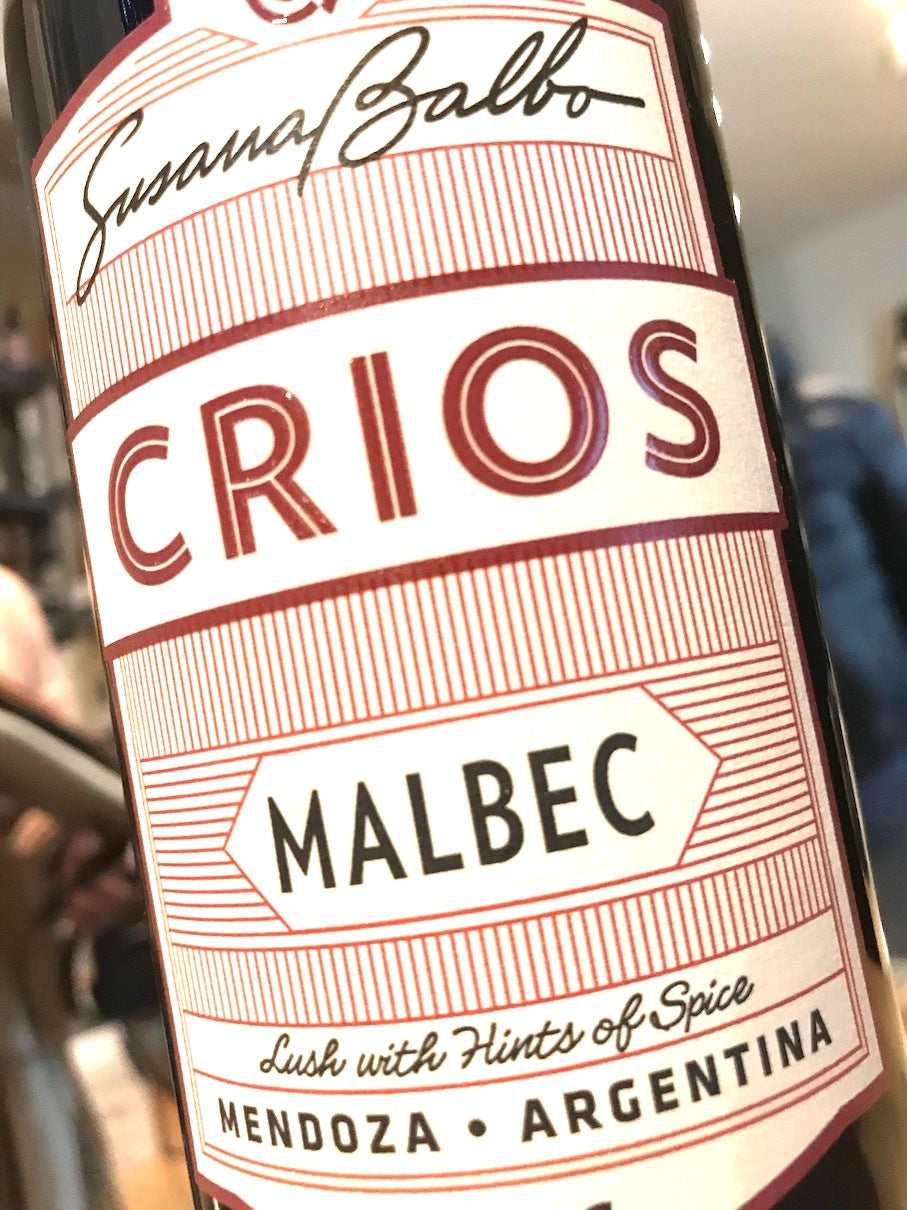 Susana Balbo
CRIOS
MALBEC
Lush with Hints of Spice
MENDOZA • ARGENTINA